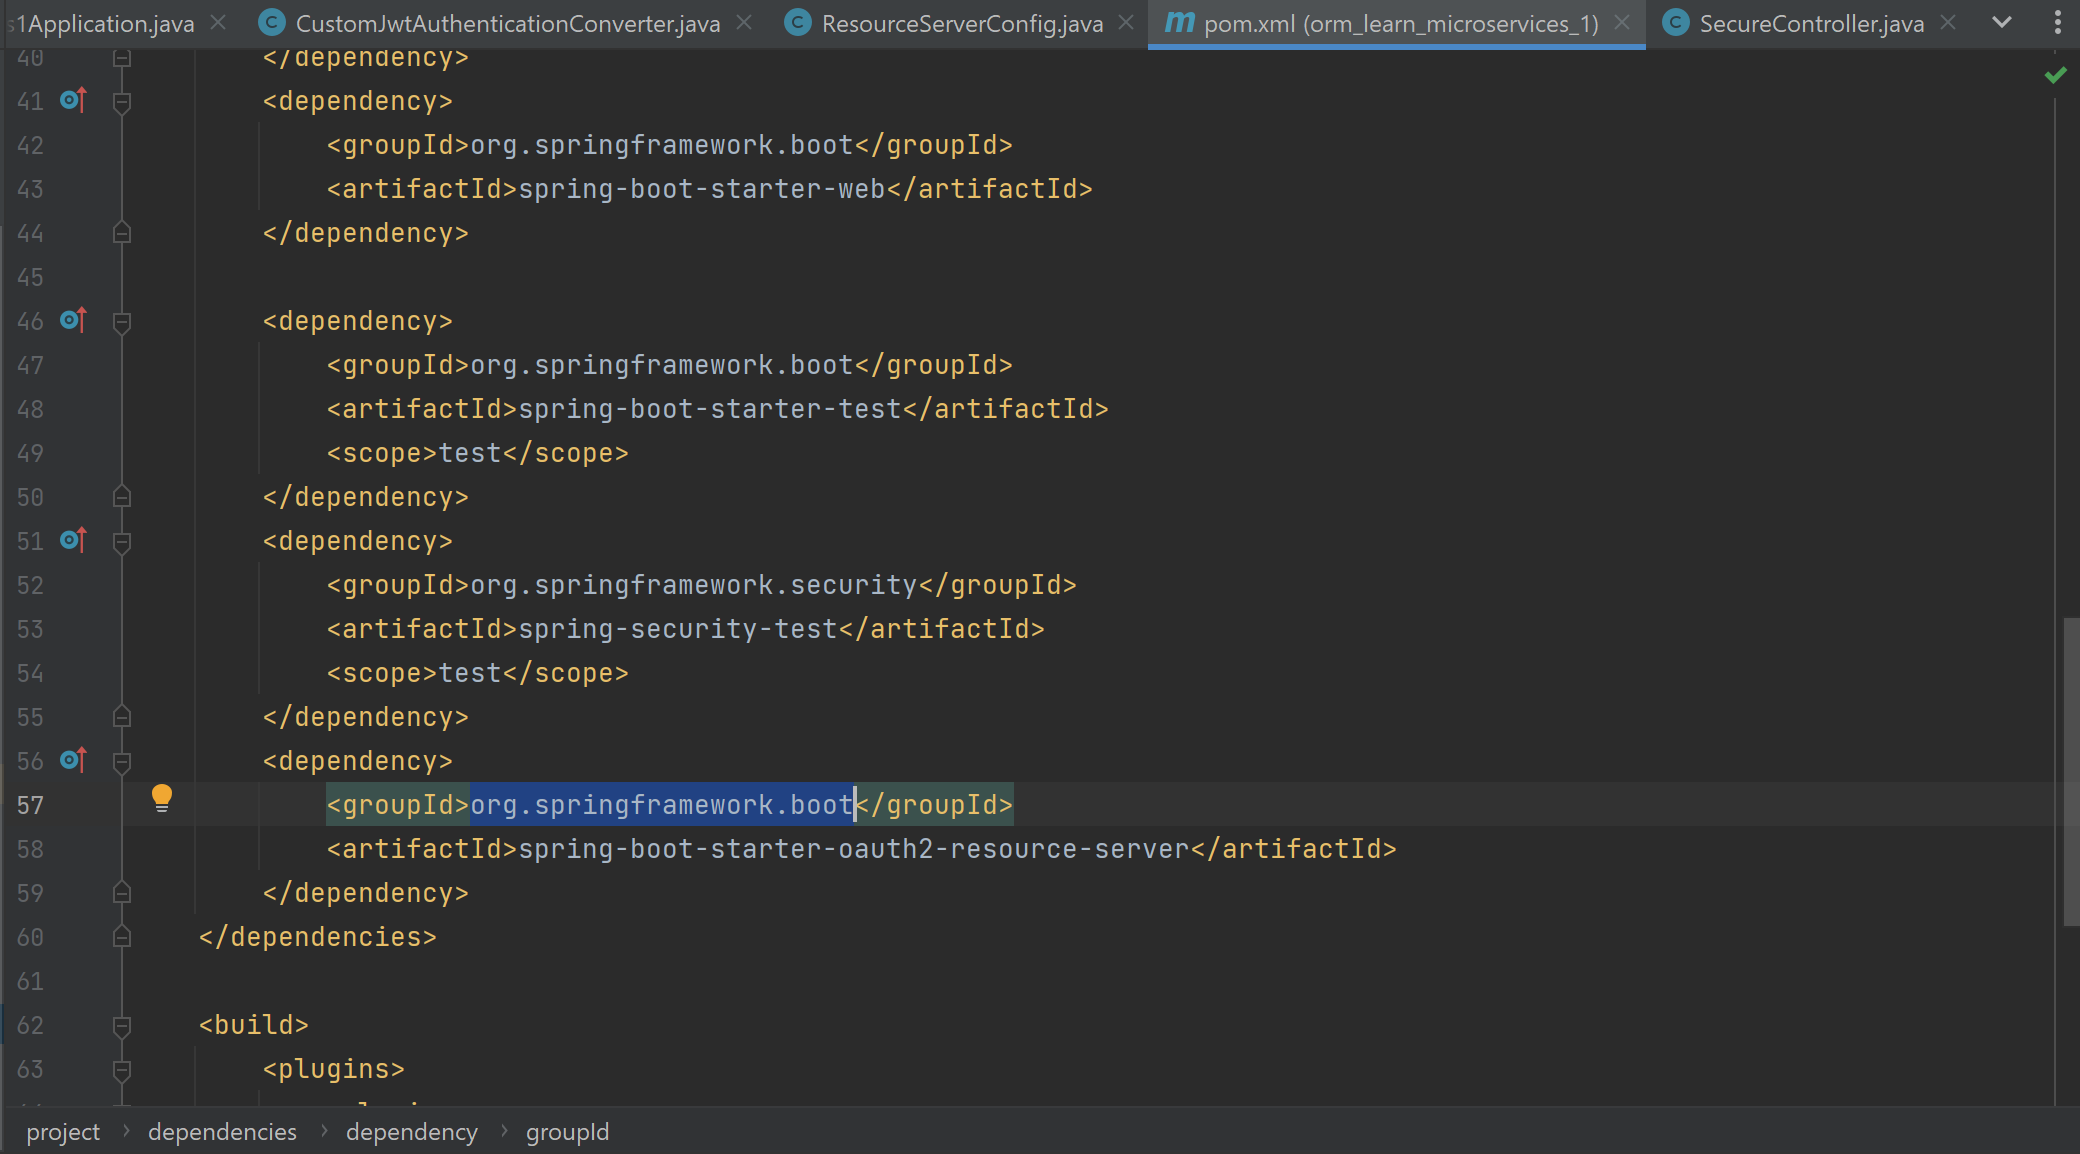 s1Application.java
CustomJwtAuthenticationConverter.java
ResourceServerConfig.java
pom.xml (orm_learn_microservices_1)
SecureController.java
40 </dependency>
41 <dependency>
42 <groupId>org.springframework.boot</groupId>
43 <artifactId>spring-boot-starter-web</artifactId>
44 </dependency>
45
46 <dependency>
47 <groupId>org.springframework.boot</groupId>
48 <artifactId>spring-boot-starter-test</artifactId>
49 <scope>test</scope>
50 </dependency>
51 <dependency>
52 <groupId>org.springframework.security</groupId>
53 <artifactId>spring-security-test</artifactId>
54 <scope>test</scope>
55 </dependency>
56 <dependency>
57 <groupId>org.springframework.boot</groupId>
58 <artifactId>spring-boot-starter-oauth2-resource-server</artifactId>
59 </dependency>
60 </dependencies>
61
62 <build>
63 <plugins>
project > dependencies > dependency > groupId